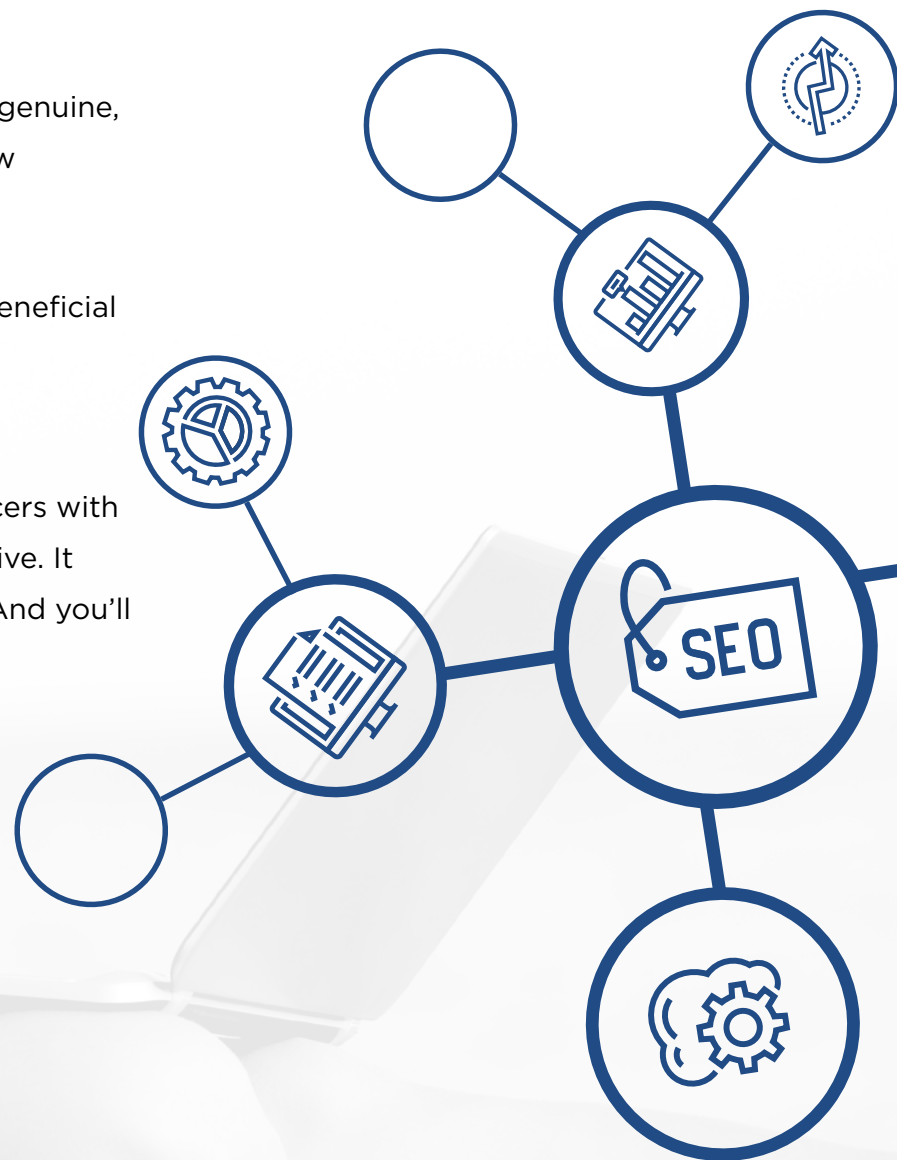 genuine,
eneficial
cers with
ive. It
And you’ll
SEO